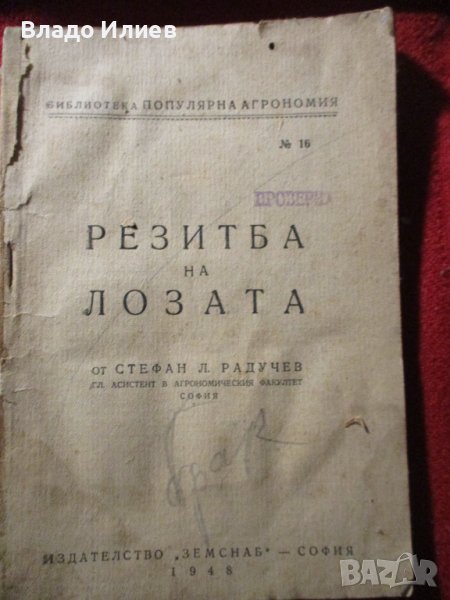 Владо Илиев
БИБЛИОТЕКА ПОПУЛЯРНА АГРОНОМИЯ
№ 16
РЕЗИТБА
НА
ЛОЗАТА
ОТ СТЕФАН Л. РАДУЧЕВ
ГЛ. АСИСТЕНТ В АГРОНОМИЧЕСКИЯ ФАКУЛТЕТ
СОФИЯ
ИЗДАТЕЛСТВО „ЗЕМСНАБ“ — СОФИЯ
1948
BAZAR